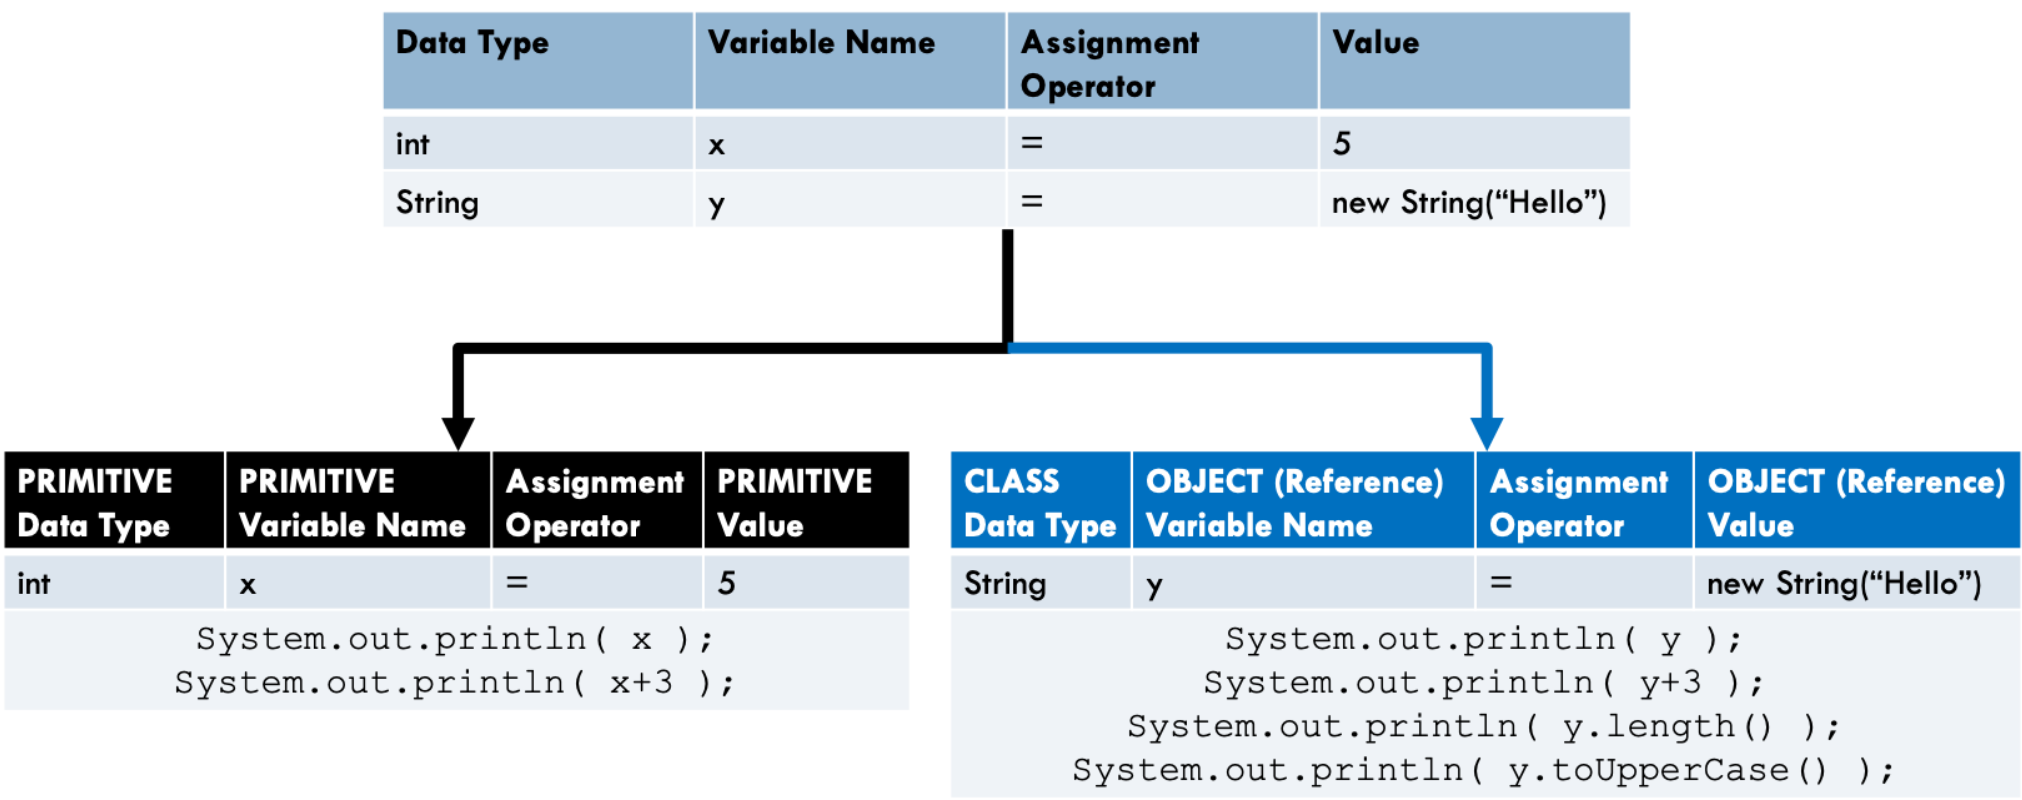 Data Type Variable Name Assignment Operator Value
int x = 5
String y = new String(“Hello”)
PRIMITIVE Data Type PRIMITIVE Variable Name Assignment Operator PRIMITIVE Value
int x = 5
System.out.println( x );
System.out.println( x+3 );
CLASS Data Type OBJECT (Reference) Variable Name Assignment Operator OBJECT (Reference) Value
String y = new String(“Hello”)
System.out.println( y );
System.out.println( y+3 );
System.out.println( y.length() );
System.out.println( y.toUpperCase() );